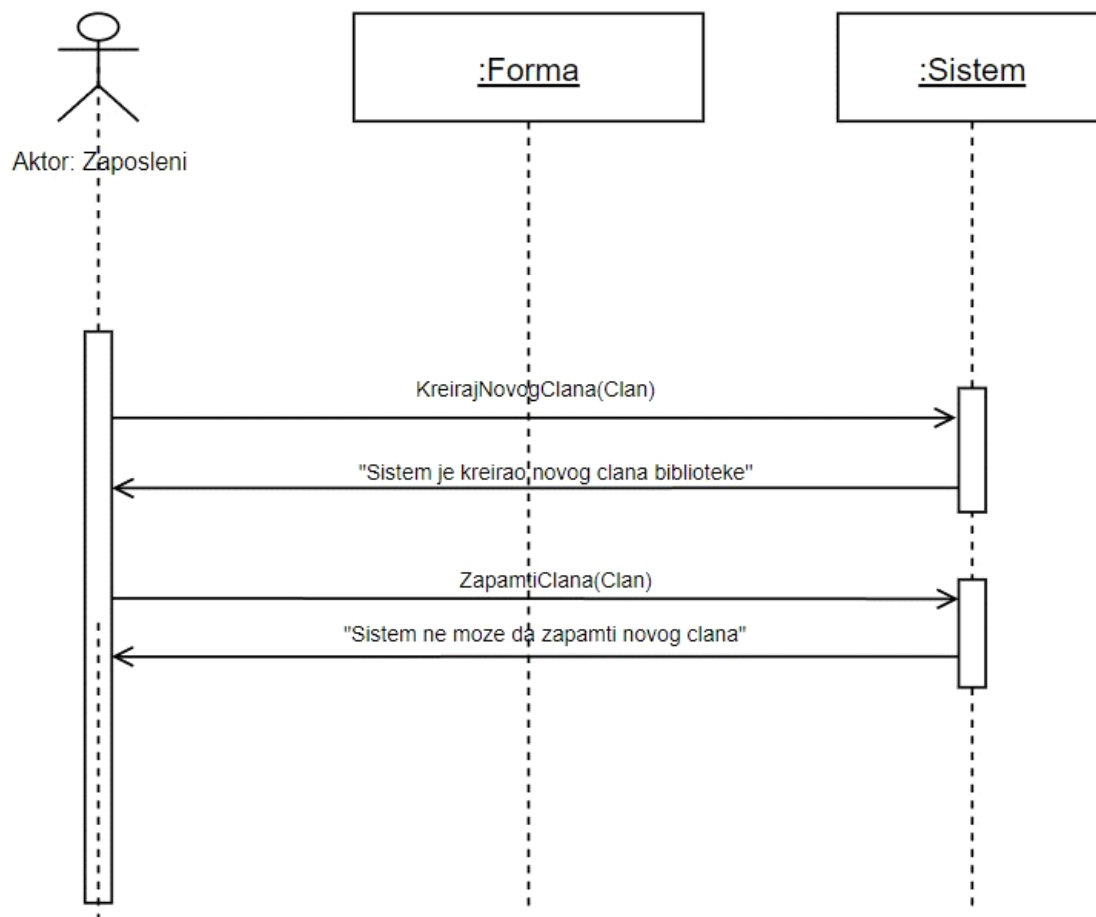 :Forma
:Sistem
Aktor: Zaposleni
KreirajNovogClana(Clan)
"Sistem je kreirao novog clana biblioteke"
ZapamtiClana(Clan)
"Sistem ne moze da zapamti novog clana"